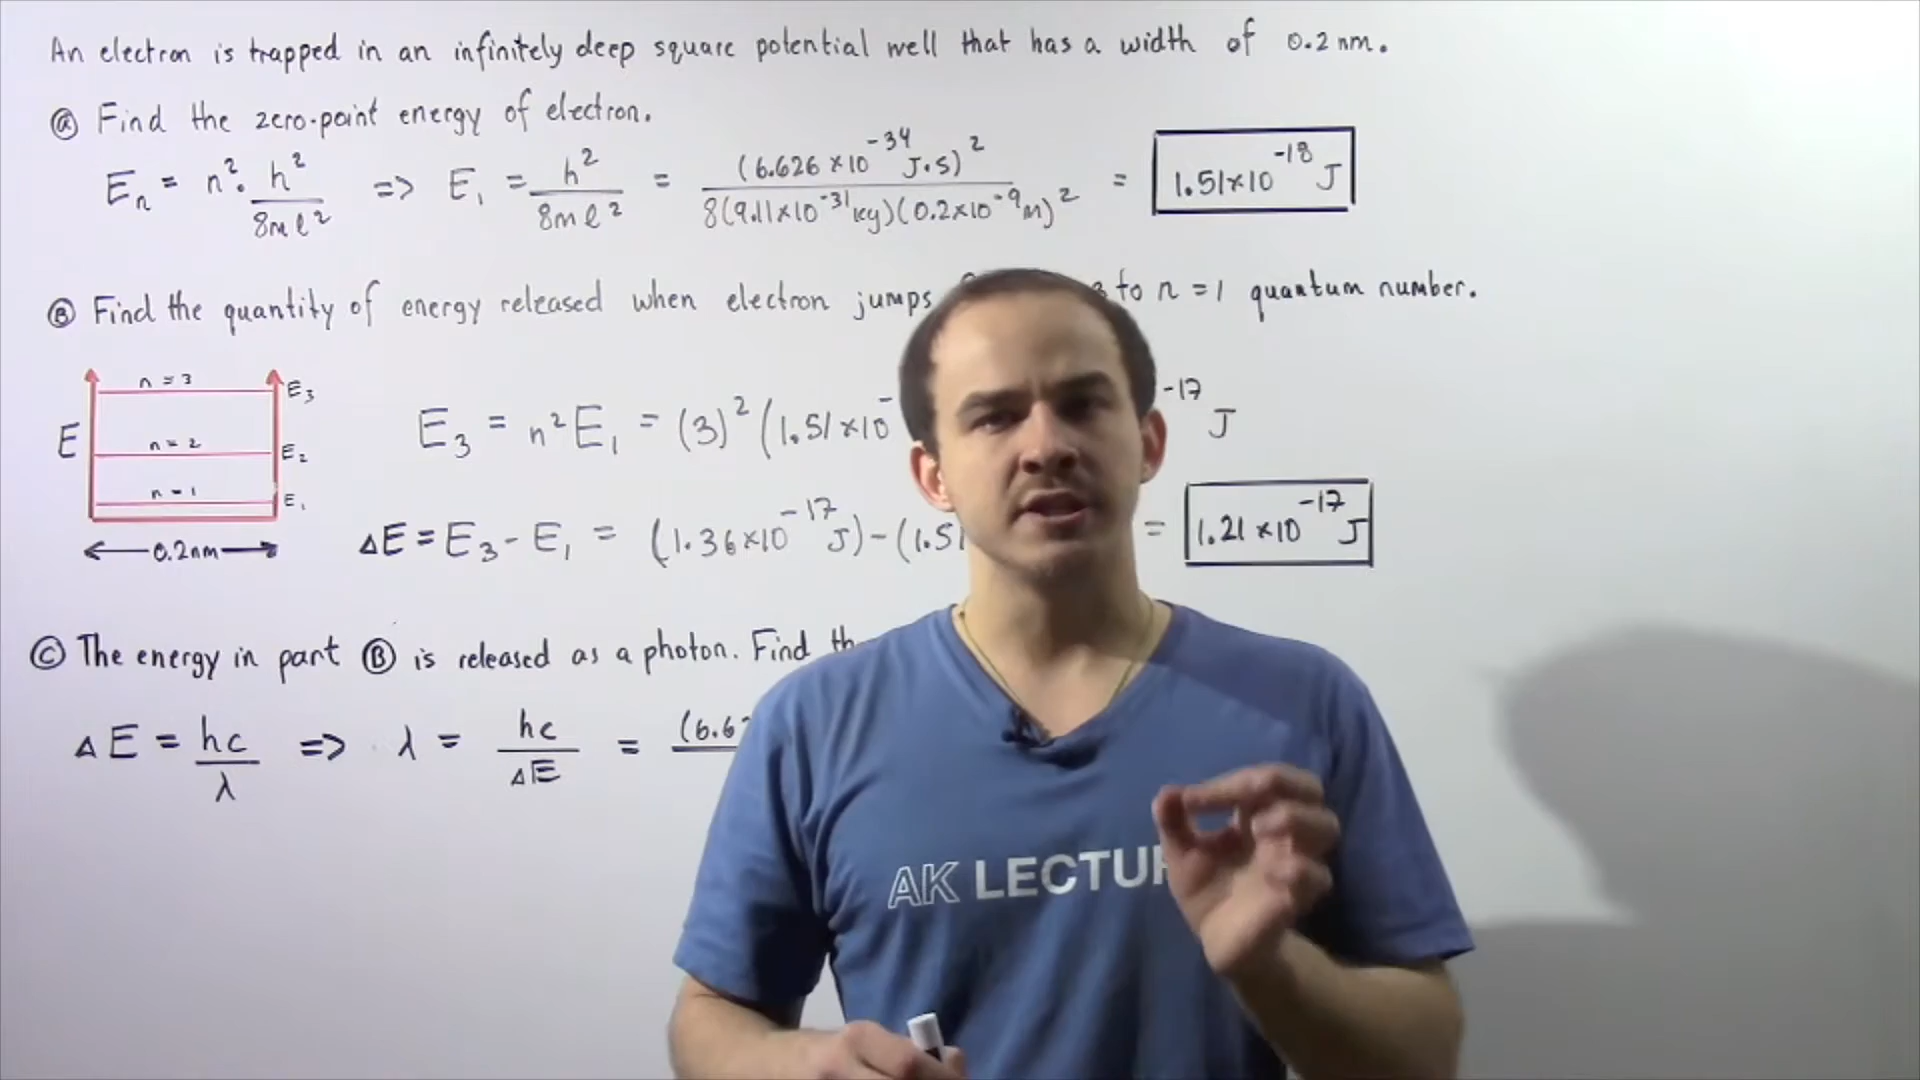 An electron is trapped in an infinitely deep square potential well that has a width of 0.2 nm.
Ⓐ Find the zero-point energy of electron.
Eₙ = n² · h²/8mℓ² => E₁ = h²/8mℓ² = (6.626 × 10⁻³⁴ J·s)²/8(9.11×10⁻³¹ kg)(0.2×10⁻⁹ m)² = 1.51×10⁻¹⁸ J
Ⓑ Find the quantity of energy released when electron jumps to n = 1 quantum number.
n = 3 E₃
E n = 2 E₂
n = 1 E₁
0.2nm
E₃ = n²E₁ = (3)² (1.51 ×10⁻ ⁻¹⁷ J
ΔE = E₃ - E₁ = (1.36×10⁻¹⁷ J) - (1.51 = 1.21 ×10⁻¹⁷ J
Ⓒ The energy in part Ⓑ is released as a photon. Find
ΔE = hc/λ => λ = hc/ΔE = (6.6
AK LECTUR